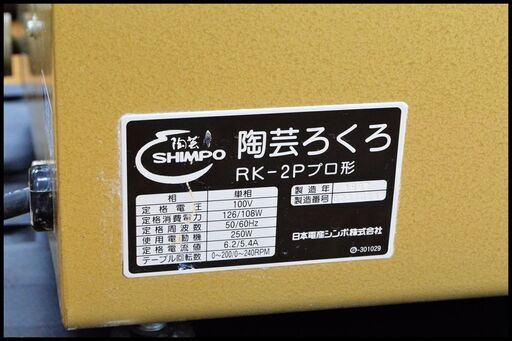 陶芸
SHIMPO
陶芸ろくろ
RK-2Pプロ形
相 単相
定格電圧 100V
定格消費電力 126/108W
定格周波数 50/60Hz
使用電動機 250W
定格電流値 6.2/5.4A
テーブル回転数 0~200/0~240RPM
製造年
製造番号
日本電産シンポ株式会社
-301029